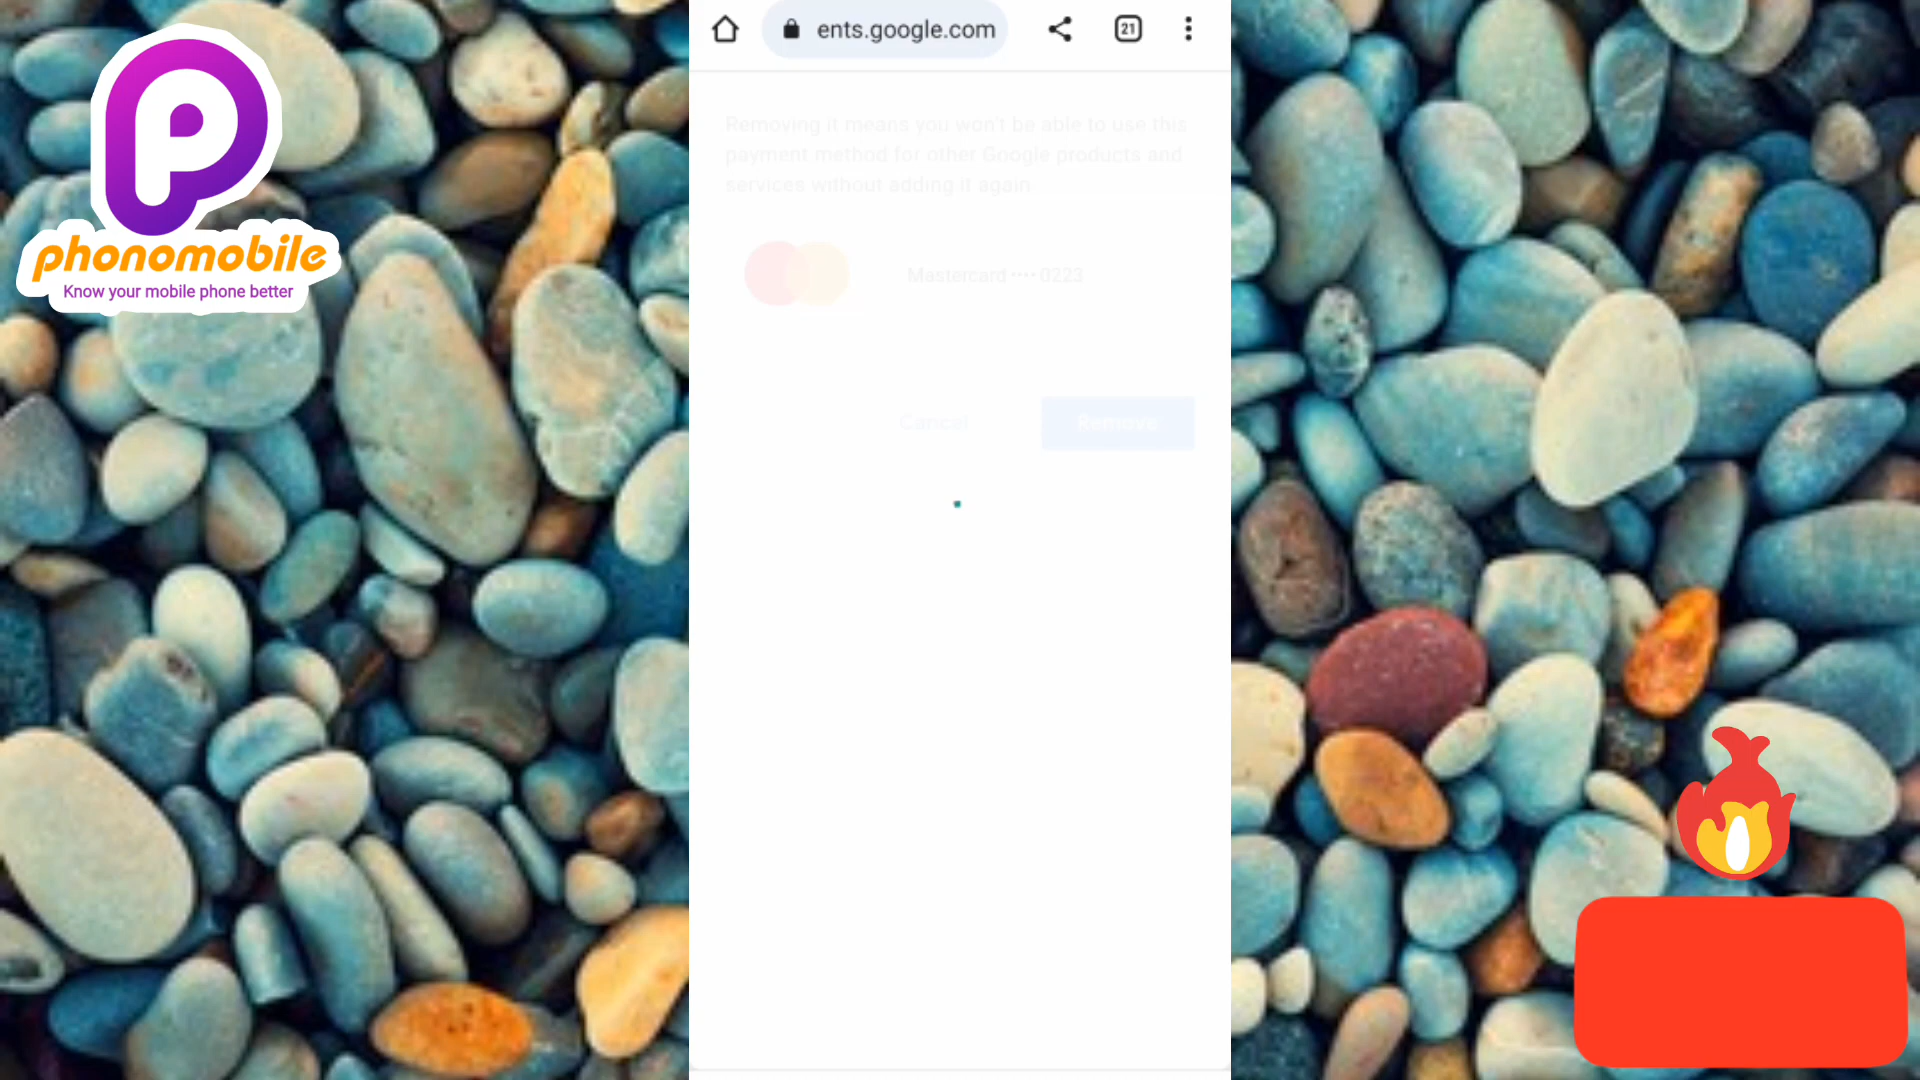 phonomobile
Know your mobile phone better
ents.google.com
21
Removing it means you won't be able to use this
payment method for other Google products and
services without adding it again.
Mastercard ···· 0223
Cancel
Remove